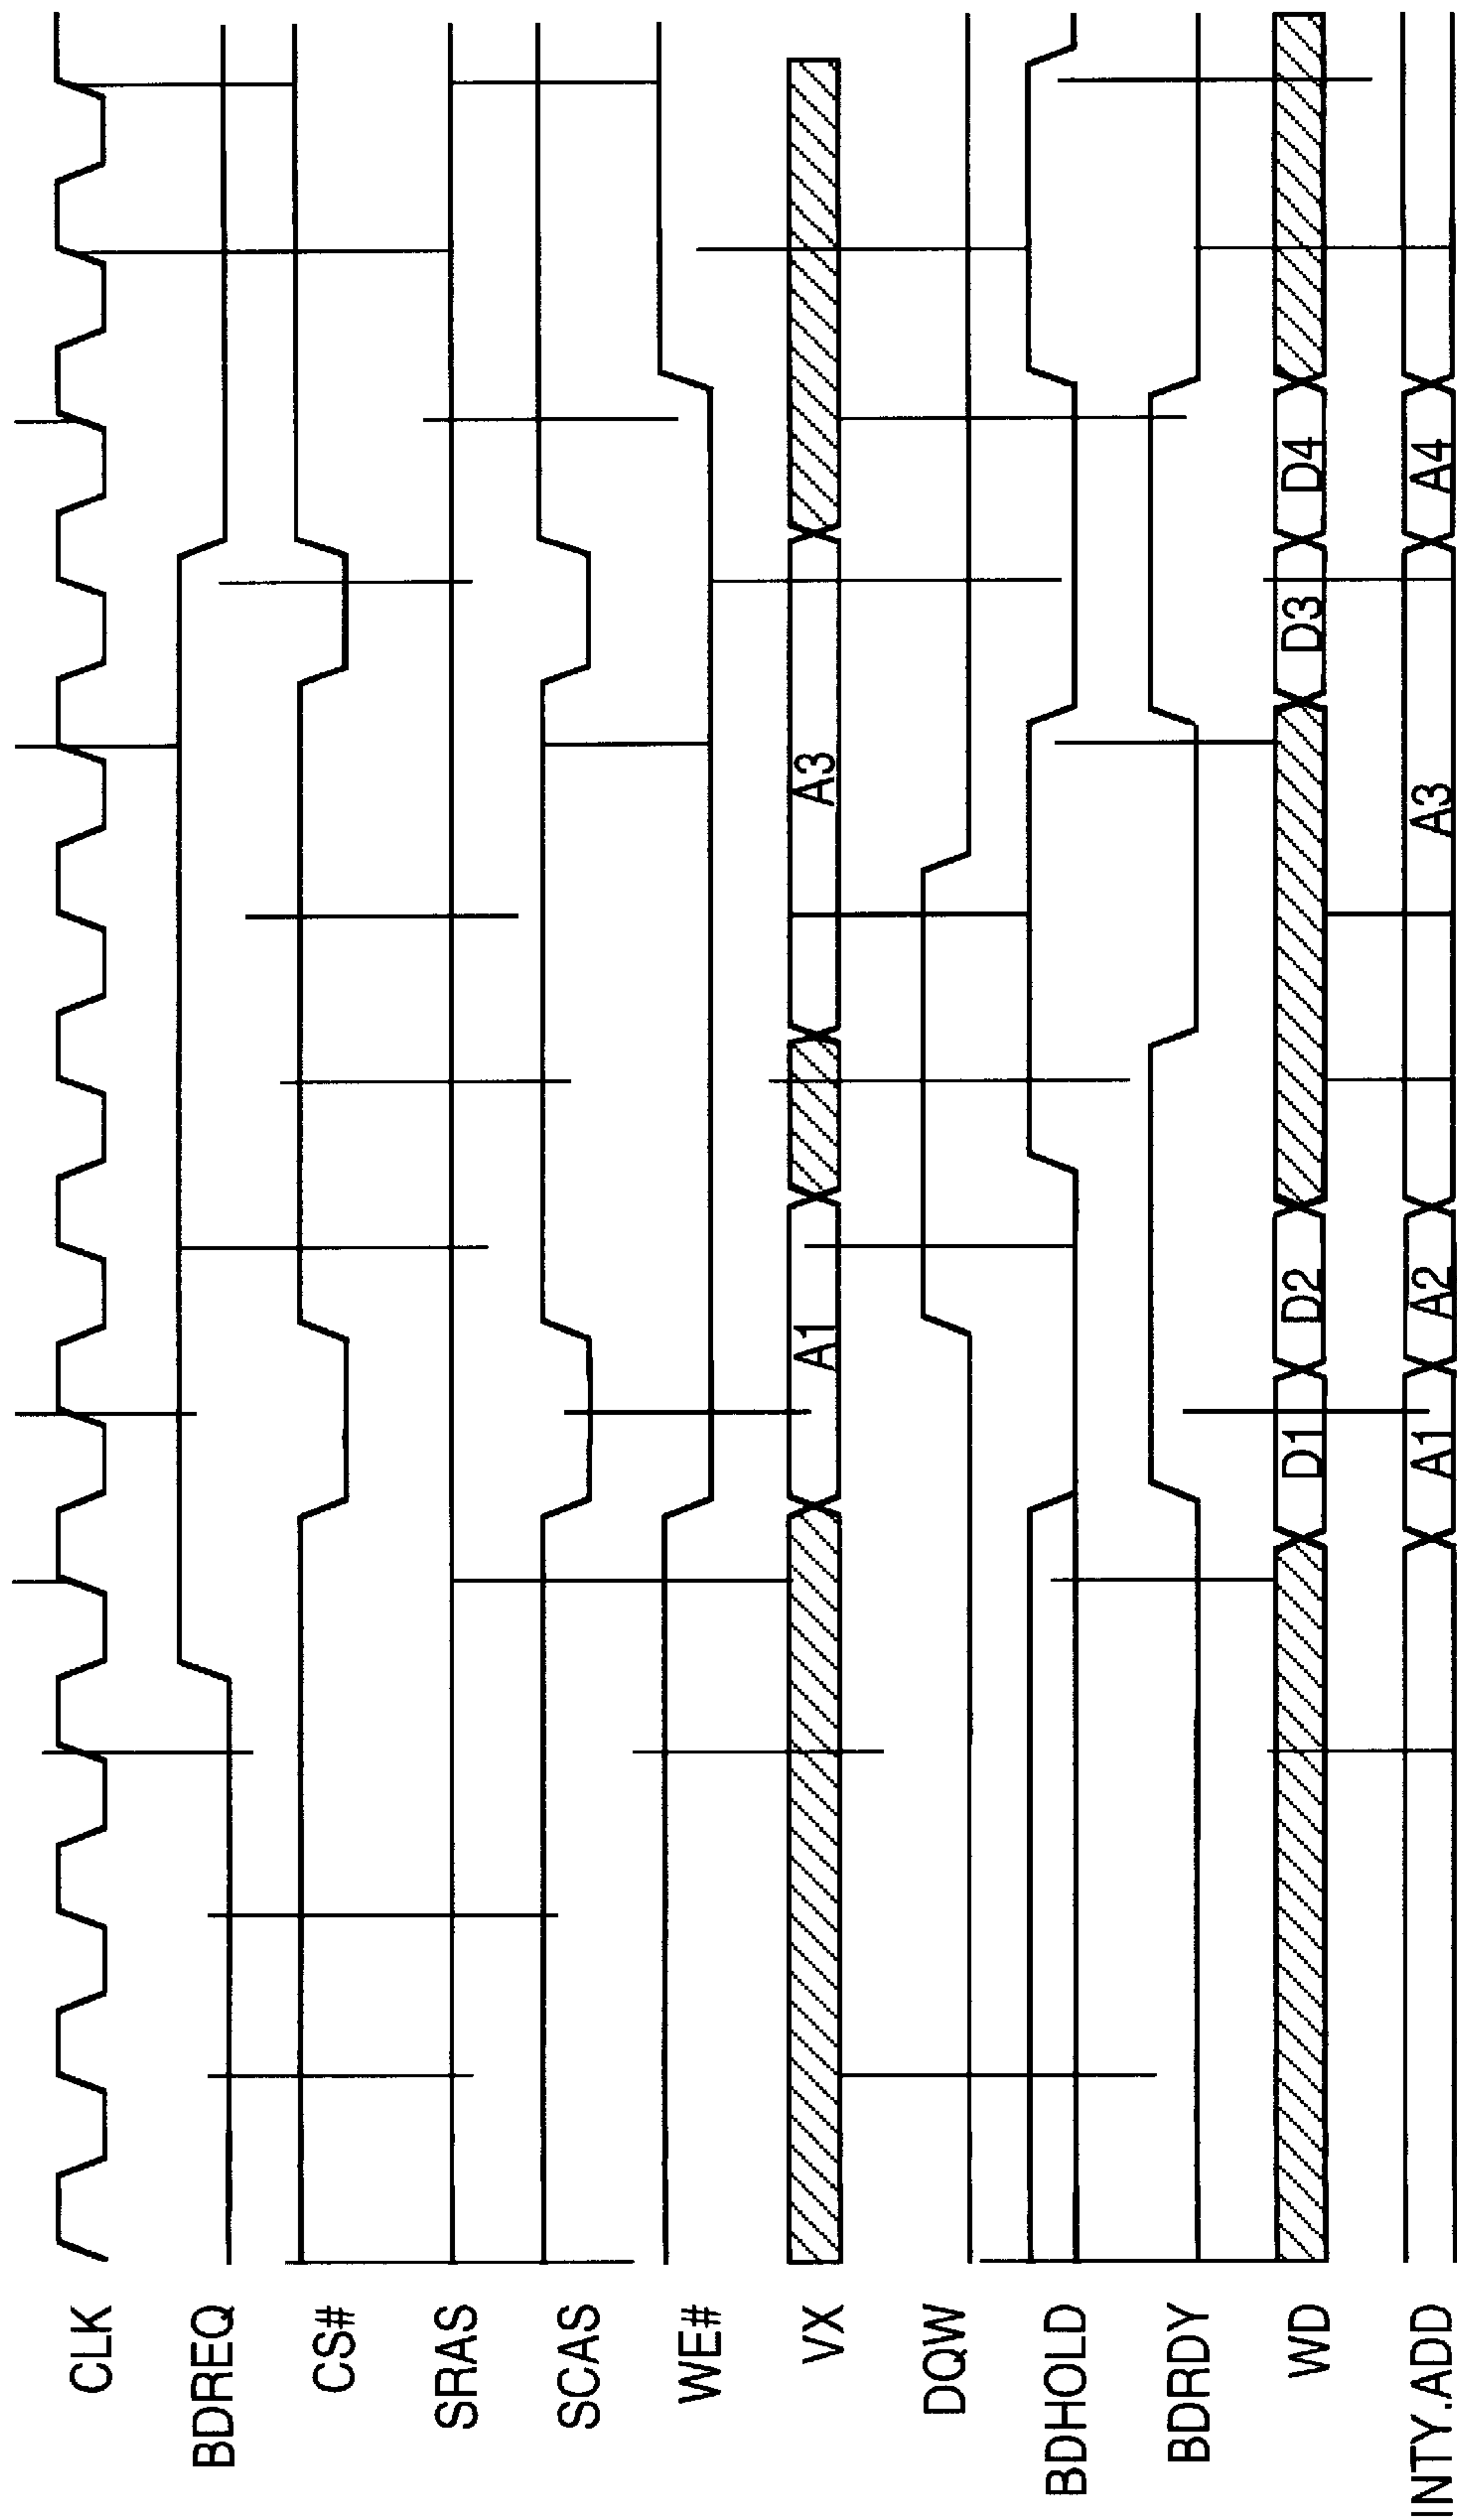 CLK
BDREQ
CS#
SRAS
SCAS
WE#
VX A1 A3
DQW
BDHOLD
BDRDY
WD D1 D2 D3 D4
INTY.ADD A1 A2 A3 A4